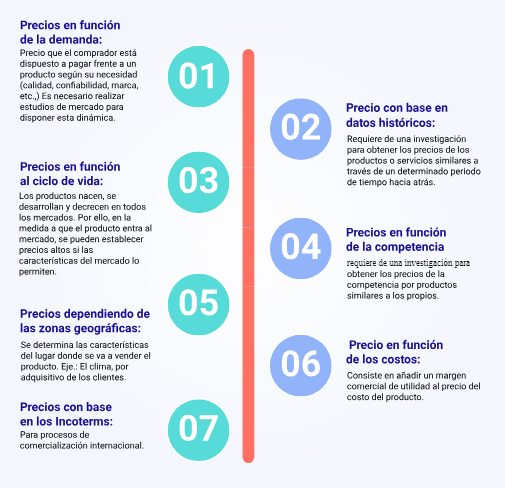 Precios en función
de la demanda:
Precio que el comprador está
dispuesto a pagar frente a un
producto según su necesidad
(calidad, confiabilidad, marca,
etc.,) Es necesario realizar
estudios de mercado para
disponer esta dinámica.
01
02
Precio con base en
datos históricos:
Requiere de una investigación
para obtener los precios de los
productos o servicios similares a
través de un determinado periodo
de tiempo hacia atrás.
Precios en función
al ciclo de vida:
Los productos nacen, se
desarrollan y decrecen en todos
los mercados. Por ello, en la
medida a que el producto entra al
mercado, se pueden establecer
precios altos si las
características del mercado lo
permiten.
03
04
Precios en función
de la competencia
requiere de una investigación para
obtener los precios de la
competencia por productos
similares a los propios.
Precios dependiendo de
las zonas geográficas:
Se determina las características
del lugar donde se va a vender el
producto. Eje.: El clima, por
adquisitivo de los clientes.
05
06
Precio en función
de los costos:
Consiste en añadir un margen
comercial de utilidad al precio del
costo del producto.
Precios con base
en los Incoterms:
Para procesos de
comercialización internacional.
07